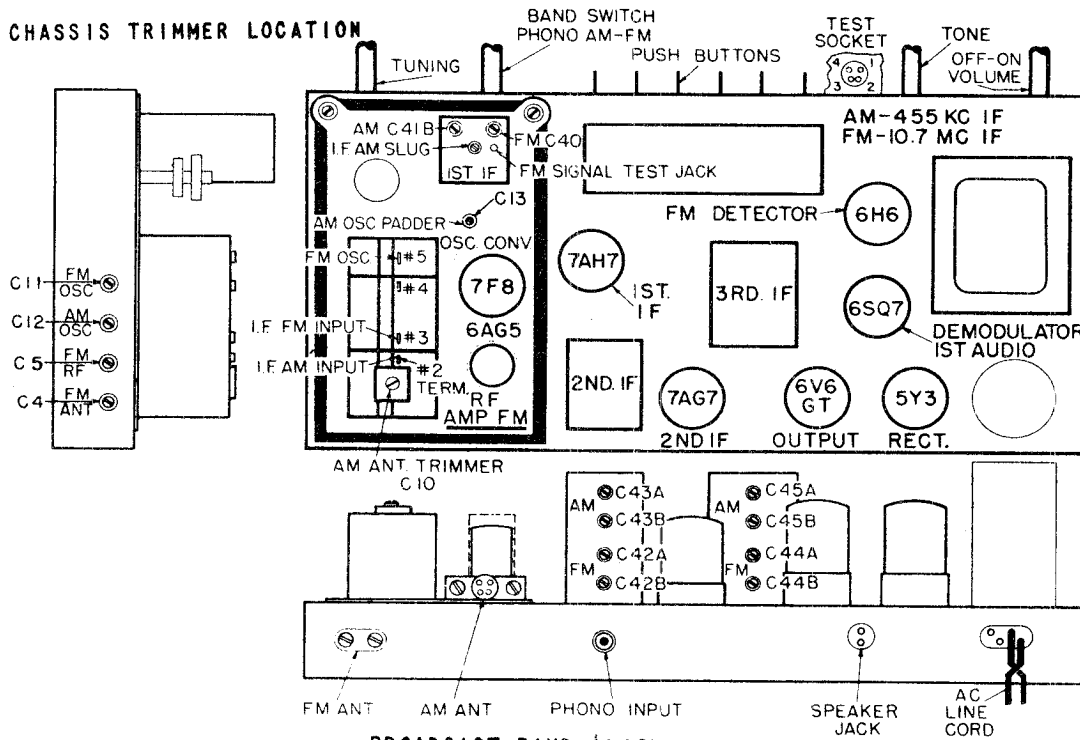 CHASSIS TRIMMER LOCATION
BAND SWITCH
PHONO AM-FM
TUNING
PUSH BUTTONS
TEST
SOCKET
4 1
3 2
TONE
OFF-ON
VOLUME
AM-455 KC IF
FM-10.7 MC IF
AM C41B
FM C40
I.F. AM SLUG
1ST IF
FM SIGNAL TEST JACK
C13
AM OSC PADDER
OSC. CONV
FM OSC
#5
#4
7F8
6AG5
I.F. FM INPUT
#3
I.F. AM INPUT
#2
TERM.
RF
AMP FM
AM ANT. TRIMMER
C10
7AH7
1ST.
IF
FM DETECTOR
6H6
3RD. IF
6SQ7
DEMODULATOR
1ST AUDIO
2ND. IF
7AG7
2ND IF
6V6
GT
OUTPUT
5Y3
RECT.
C11
FM
OSC
C12
AM
OSC
C5
FM
RF
C4
FM
ANT
AM
C43A
C43B
FM
C42A
C42B
AM
C45A
C45B
FM
C44A
C44B
FM ANT
AM ANT
PHONO INPUT
SPEAKER
JACK
AC
LINE
CORD